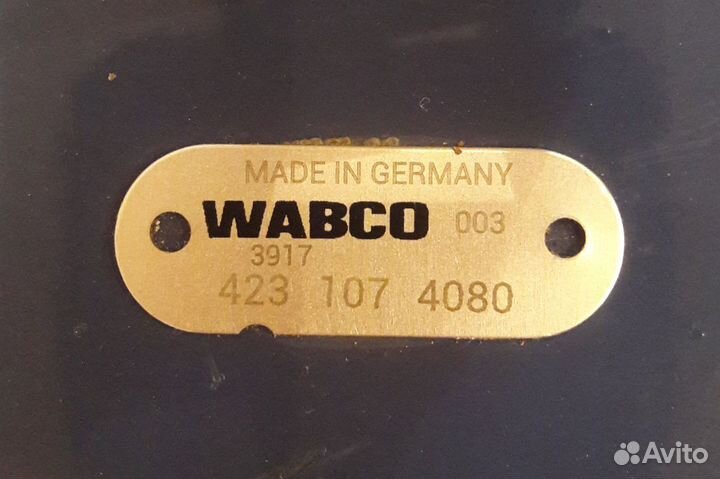 MADE IN GERMANY
WABCO 003
3917
423 107 4080
Avito